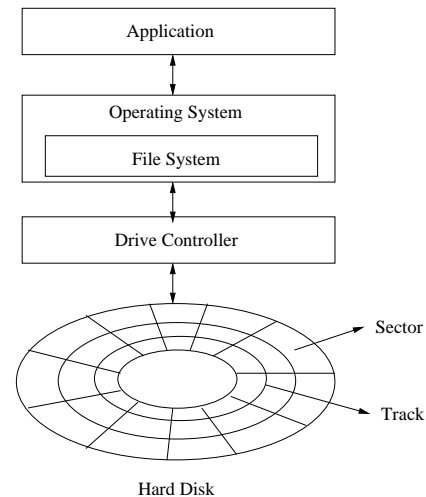 Application
Operating System
File System
Drive Controller
Sector
Track
Hard Disk